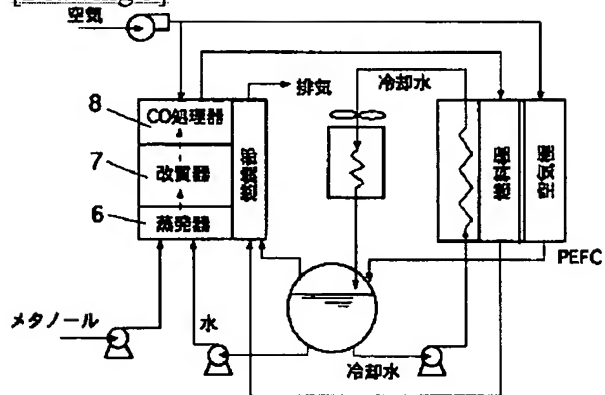 空気
排気
冷却水
8
CO処理器
7
改質器
6
蒸発器
燃焼部
燃料極
空気極
PEFC
メタノール
水
冷却水